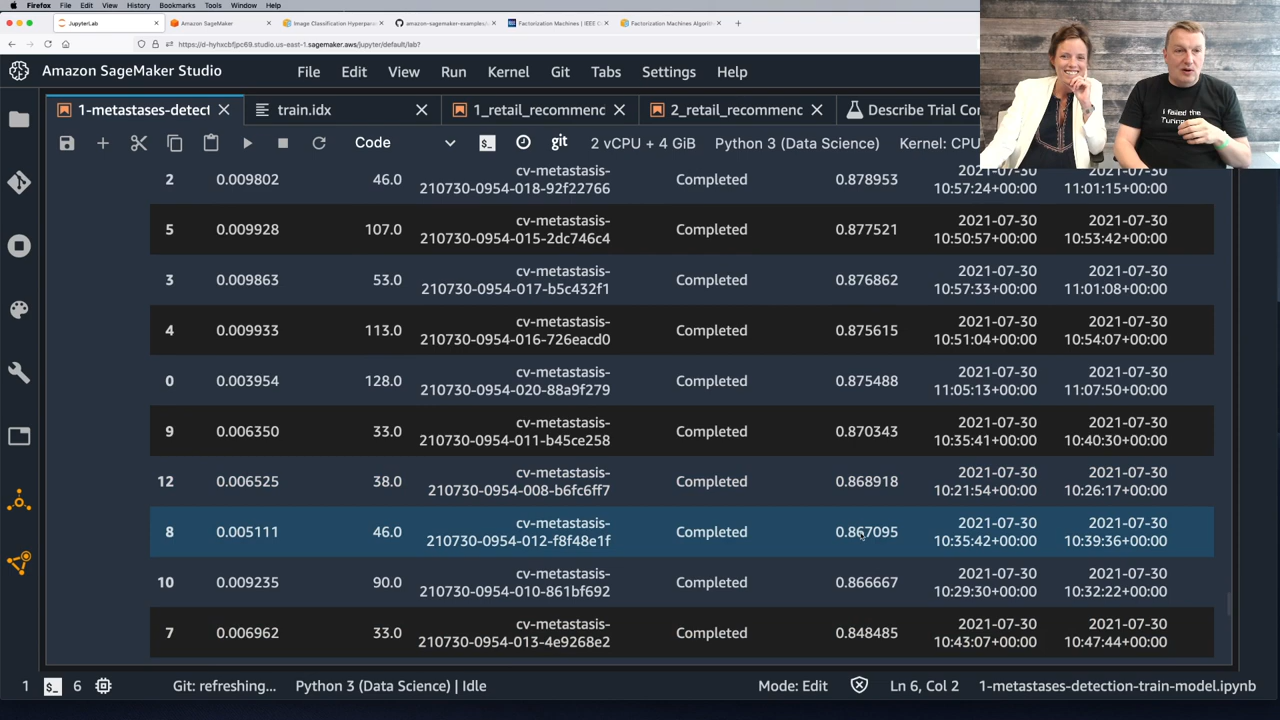 Firefox File Edit View History Bookmarks Tools Window Help
JupyterLab Amazon SageMaker Image Classification Hyperpara amazon-sagemaker-examples/s Factorization Machines | IEEE C Factorization Machines Algorith
https://d-hyhxcbfjpc69.studio.us-east-1.sagemaker.aws/jupyter/default/lab?
Amazon SageMaker Studio File Edit View Run Kernel Git Tabs Settings Help
1-metastases-detect train.idx 1_retail_recommenc 2_retail_recommenc Describe Trial Co
Code git 2 vCPU + 4 GiB Python 3 (Data Science) Kernel: CPU
i failed the
Turing
2 0.009802 46.0 cv-metastasis-210730-0954-018-92f22766 Completed 0.878953 2021-07-30 10:57:24+00:00 2021-07-30 11:01:15+00:00
5 0.009928 107.0 cv-metastasis-210730-0954-015-2dc746c4 Completed 0.877521 2021-07-30 10:50:57+00:00 2021-07-30 10:53:42+00:00
3 0.009863 53.0 cv-metastasis-210730-0954-017-b5c432f1 Completed 0.876862 2021-07-30 10:57:33+00:00 2021-07-30 11:01:08+00:00
4 0.009933 113.0 cv-metastasis-210730-0954-016-726eacd0 Completed 0.875615 2021-07-30 10:51:04+00:00 2021-07-30 10:54:07+00:00
0 0.003954 128.0 cv-metastasis-210730-0954-020-88a9f279 Completed 0.875488 2021-07-30 11:05:13+00:00 2021-07-30 11:07:50+00:00
9 0.006350 33.0 cv-metastasis-210730-0954-011-b45ce258 Completed 0.870343 2021-07-30 10:35:41+00:00 2021-07-30 10:40:30+00:00
12 0.006525 38.0 cv-metastasis-210730-0954-008-b6fc6ff7 Completed 0.868918 2021-07-30 10:21:54+00:00 2021-07-30 10:26:17+00:00
8 0.005111 46.0 cv-metastasis-210730-0954-012-f8f48e1f Completed 0.867095 2021-07-30 10:35:42+00:00 2021-07-30 10:39:36+00:00
10 0.009235 90.0 cv-metastasis-210730-0954-010-861bf692 Completed 0.866667 2021-07-30 10:29:30+00:00 2021-07-30 10:32:22+00:00
7 0.006962 33.0 cv-metastasis-210730-0954-013-4e9268e2 Completed 0.848485 2021-07-30 10:43:07+00:00 2021-07-30 10:47:44+00:00
1 6 Git: refreshing... Python 3 (Data Science) | Idle Mode: Edit Ln 6, Col 2 1-metastases-detection-train-model.ipynb